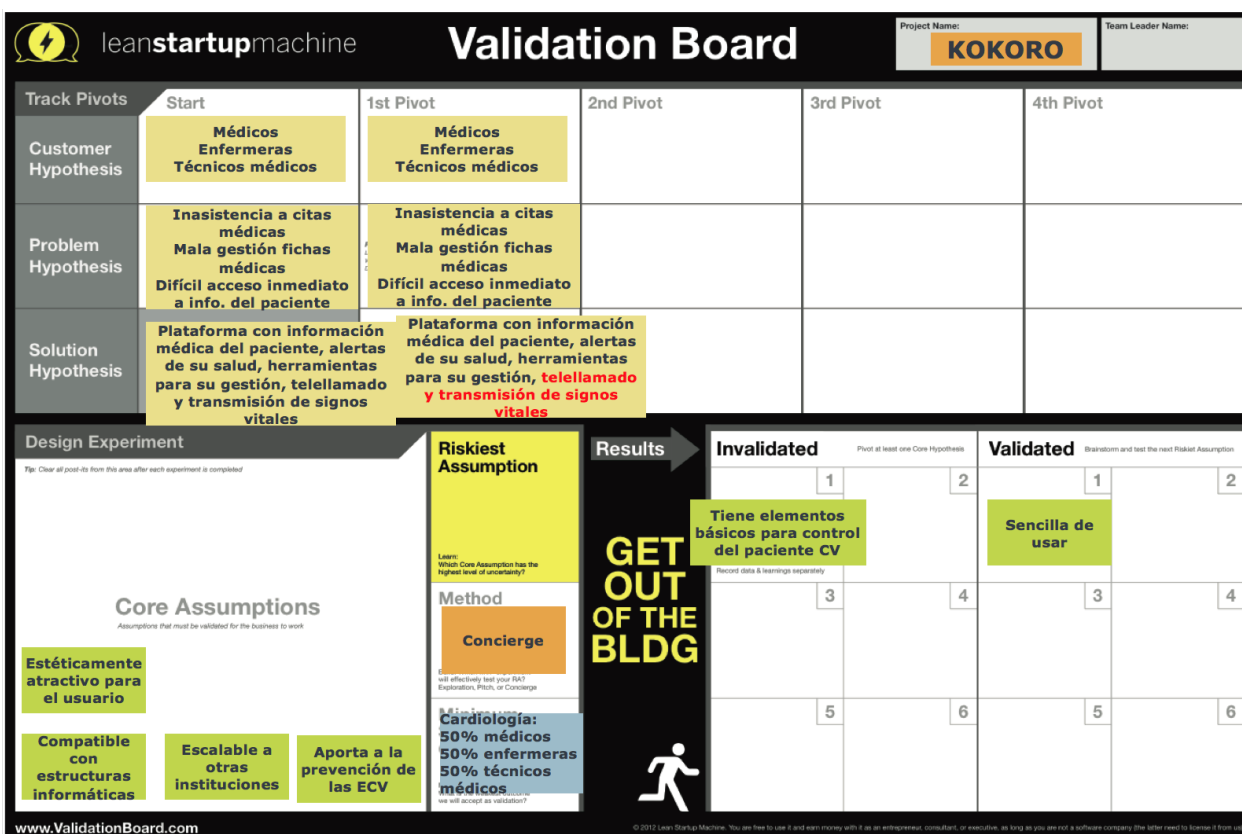 leanstartupmachine
Validation Board
Project Name:
KOKORO
Team Leader Name:
Track Pivots
Start
1st Pivot
2nd Pivot
3rd Pivot
4th Pivot
Customer
Hypothesis
Médicos
Enfermeras
Técnicos médicos
Médicos
Enfermeras
Técnicos médicos
Problem
Hypothesis
Inasistencia a citas
médicas
Mala gestión fichas
médicas
Difícil acceso inmediato
a info. del paciente
Inasistencia a citas
médicas
Mala gestión fichas
médicas
Difícil acceso inmediato
a info. del paciente
Solution
Hypothesis
Plataforma con información
médica del paciente, alertas
de su salud, herramientas
para su gestión, telellamado
y transmisión de signos
vitales
Plataforma con información
médica del paciente, alertas
de su salud, herramientas
para su gestión, telellamado
y transmisión de signos
vitales
Design Experiment
Tip: Clear all post-its from this area after each experiment is completed
Core Assumptions
Assumptions that must be validated for the business to work
Estéticamente
atractivo para
el usuario
Compatible
con
estructuras
informáticas
Escalable a
otras
instituciones
Aporta a la
prevención de
las ECV
Riskiest
Assumption
Learn:
Which Core Assumption has the
highest level of uncertainty?
Method
Concierge
will effectively test your RA?
Exploration, Pitch, or Concierge
Cardiología:
50% médicos
50% enfermeras
50% técnicos
médicos
we will accept as validation?
Results
GET
OUT
OF THE
BLDG
Invalidated
Pivot at least one Core Hypothesis
1
2
Tiene elementos
básicos para control
del paciente CV
Record data & learnings separately
3
4
5
6
Validated
Brainstorm and test the next Riskiest Assumption
1
2
Sencilla de
usar
3
4
5
6
www.ValidationBoard.com
© 2012 Lean Startup Machine. You are free to use it and earn money with it as an entrepreneur, consultant, or executive, as long as you are not a software company (the latter need to license it from us